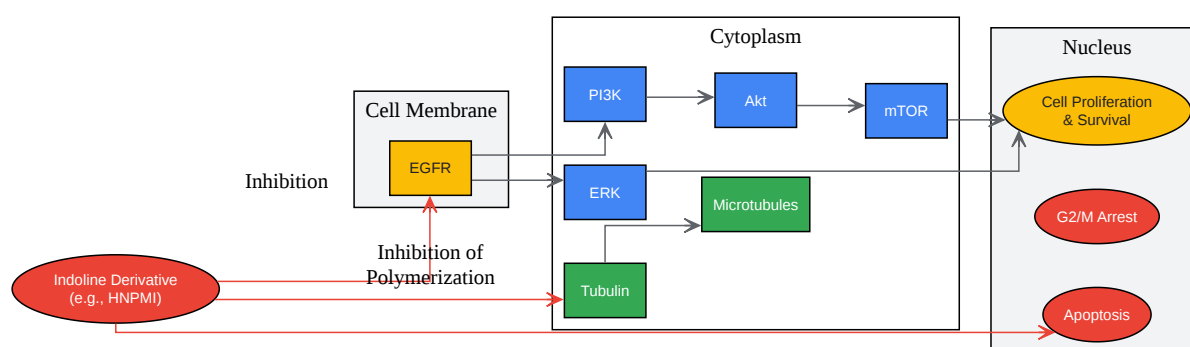 Cytoplasm
Nucleus
Cell Membrane
PI3K
Akt
mTOR
Cell Proliferation
& Survival
EGFR
Inhibition
ERK
Microtubules
G2/M Arrest
Inhibition of
Polymerization
Indoline Derivative
(e.g., HNPMI)
Tubulin
Apoptosis